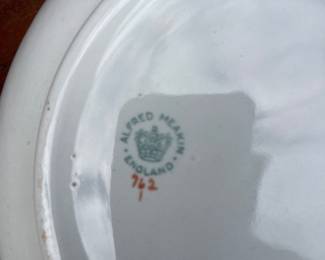 ALFRED MEAKIN
ENGLAND
762
1